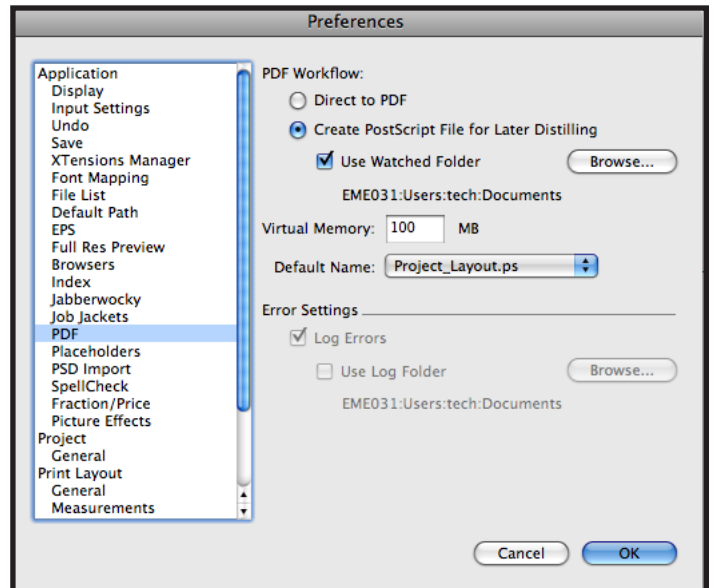 Preferences
Application
Display
Input Settings
Undo
Save
XTensions Manager
Font Mapping
File List
Default Path
EPS
Full Res Preview
Browsers
Index
Jabberwocky
Job Jackets
PDF
Placeholders
PSD Import
SpellCheck
Fraction/Price
Picture Effects
Project
General
Print Layout
General
Measurements
PDF Workflow:
Direct to PDF
Create PostScript File for Later Distilling
Use Watched Folder Browse...
EME031:Users:tech:Documents
Virtual Memory: 100 MB
Default Name: Project_Layout.ps
Error Settings
Log Errors
Use Log Folder Browse...
EME031:Users:tech:Documents
Cancel OK